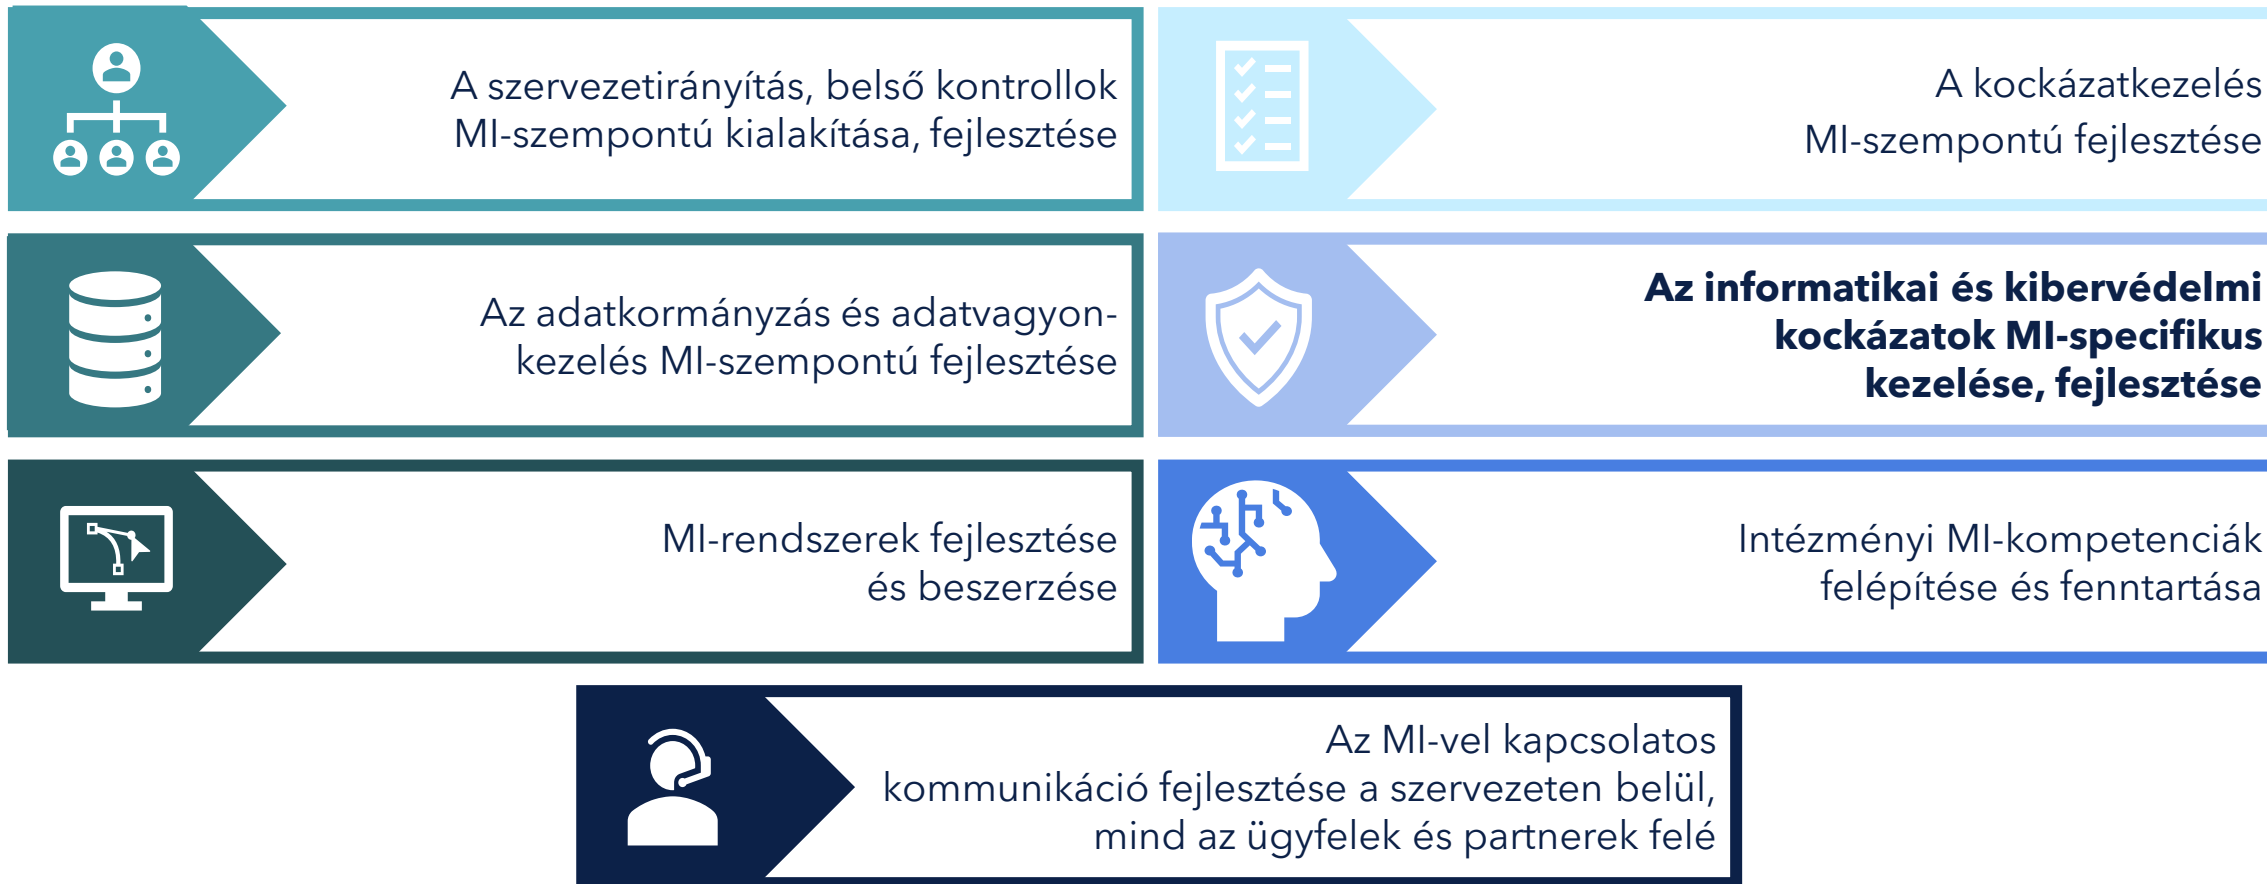 A szervezetirányítás, belső kontrollok
MI-szempontú kialakítása, fejlesztése
A kockázatkezelés
MI-szempontú fejlesztése
Az adatkormányzás és adatvagyon-
kezelés MI-szempontú fejlesztése
Az informatikai és kibervédelmi
kockázatok MI-specifikus
kezelése, fejlesztése
MI-rendszerek fejlesztése
és beszerzése
Intézményi MI-kompetenciák
felépítése és fenntartása
Az MI-vel kapcsolatos
kommunikáció fejlesztése a szervezeten belül,
mind az ügyfelek és partnerek felé